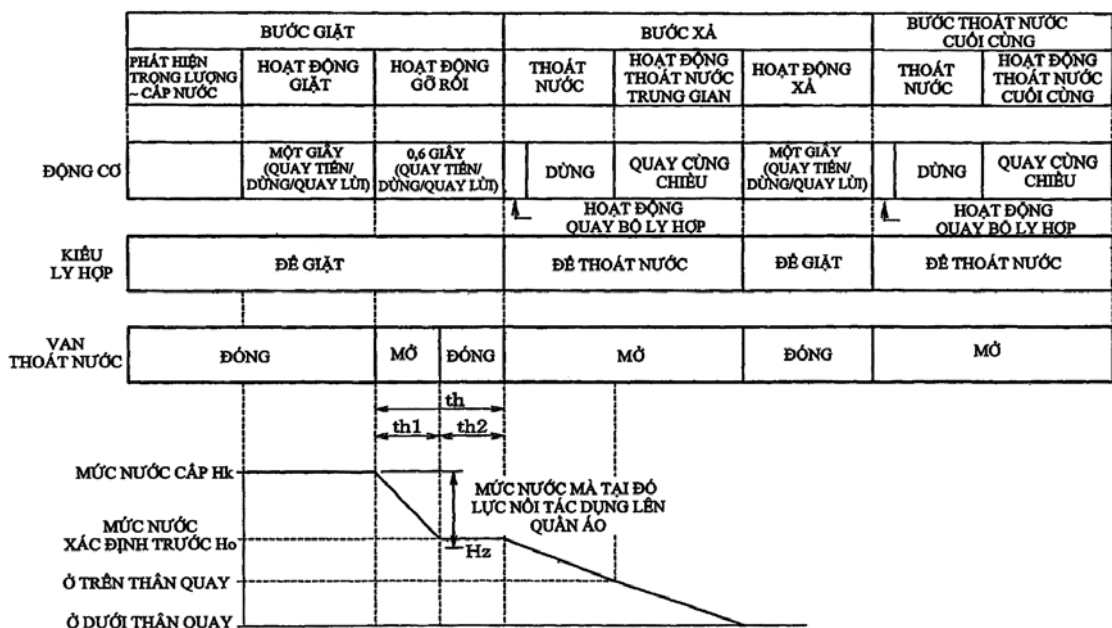 BƯỚC GIẶT
BƯỚC XẢ
BƯỚC THOÁT NƯỚC
CUỐI CÙNG
PHÁT HIỆN
TRỌNG LƯỢNG
~ CẤP NƯỚC
HOẠT ĐỘNG
GIẶT
HOẠT ĐỘNG
GỠ RỐI
THOÁT
NƯỚC
HOẠT ĐỘNG
THOÁT NƯỚC
TRUNG GIAN
HOẠT ĐỘNG
XẢ
THOÁT
NƯỚC
HOẠT ĐỘNG
THOÁT NƯỚC
CUỐI CÙNG
ĐỘNG CƠ
MỘT GIÂY
(QUAY TIẾN/
DỪNG/QUAY LÙI)
0,6 GIÂY
(QUAY TIẾN/
DỪNG/QUAY LÙI)
DỪNG
QUAY CÙNG
CHIỀU
MỘT GIÂY
(QUAY TIẾN/
DỪNG/QUAY LÙI)
DỪNG
QUAY CÙNG
CHIỀU
HOẠT ĐỘNG
QUAY BỘ LY HỢP
HOẠT ĐỘNG
QUAY BỘ LY HỢP
KIỂU
LY HỢP
ĐỂ GIẶT
ĐỂ THOÁT NƯỚC
ĐỂ GIẶT
ĐỂ THOÁT NƯỚC
VAN
THOÁT NƯỚC
ĐÓNG
MỞ
ĐÓNG
MỞ
ĐÓNG
MỞ
th
th1
th2
MỨC NƯỚC CẤP Hk
MỨC NƯỚC MÀ TẠI ĐÓ
LỰC NỔI TÁC DỤNG LÊN
QUẦN ÁO
MỨC NƯỚC
XÁC ĐỊNH TRƯỚC Ho
Hz
Ở TRÊN THÂN QUAY
Ở DƯỚI THÂN QUAY